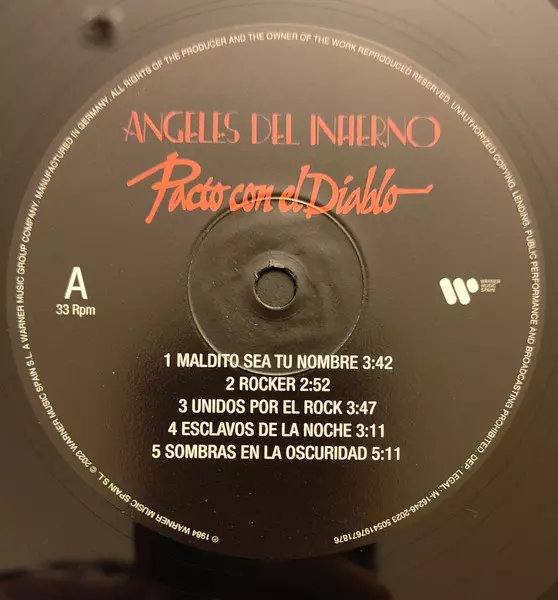 ANGELES DEL INFIERNO
Pacto con el Diablo
A
33 Rpm
WARNER
MUSIC
SPAIN
1 MALDITO SEA TU NOMBRE 3:42
2 ROCKER 2:52
3 UNIDOS POR EL ROCK 3:47
4 ESCLAVOS DE LA NOCHE 3:11
5 SOMBRAS EN LA OSCURIDAD 5:11
℗ 1984 WARNER MUSIC SPAIN S.L. © 2023 WARNER MUSIC SPAIN S.L. A WARNER MUSIC GROUP COMPANY. MANUFACTURED IN GERMANY. ALL RIGHTS OF THE PRODUCER AND THE OWNER OF THE WORK REPRODUCED RESERVED. UNAUTHORIZED COPYING, LENDING, PUBLIC PERFORMANCE AND BROADCASTING PROHIBITED. DEP. LEGAL: M-16246-2023 5054197671876